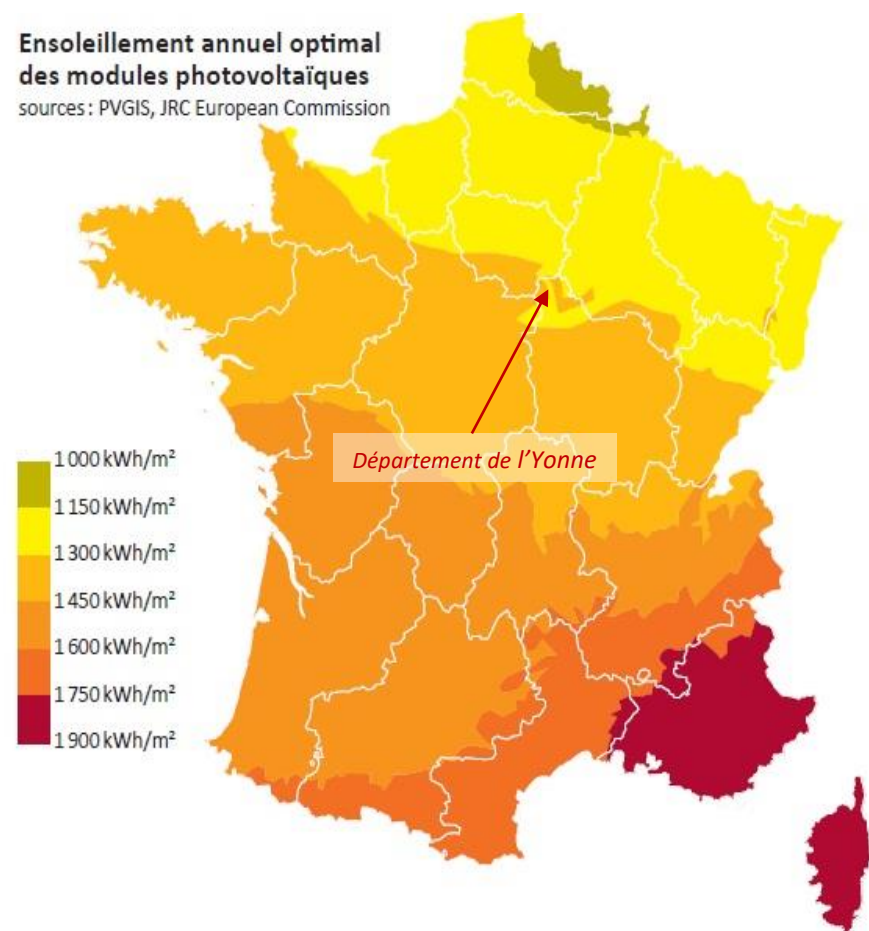 Ensoleillement annuel optimal
des modules photovoltaïques
sources : PVGIS, JRC European Commission
Département de l’Yonne
1 000 kWh/m²
1 150 kWh/m²
1 300 kWh/m²
1 450 kWh/m²
1 600 kWh/m²
1 750 kWh/m²
1 900 kWh/m²